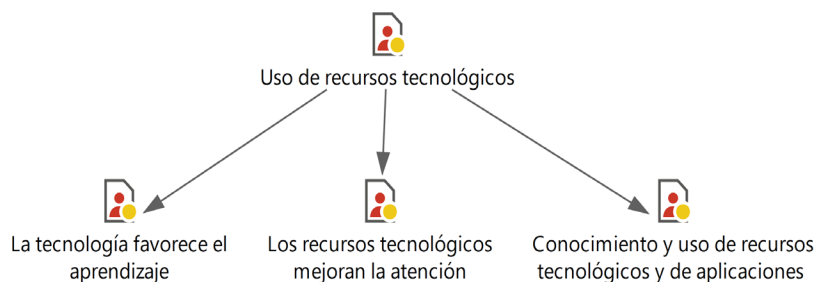 Uso de recursos tecnológicos
La tecnología favorece el
aprendizaje
Los recursos tecnológicos
mejoran la atención
Conocimiento y uso de recursos
tecnológicos y de aplicaciones